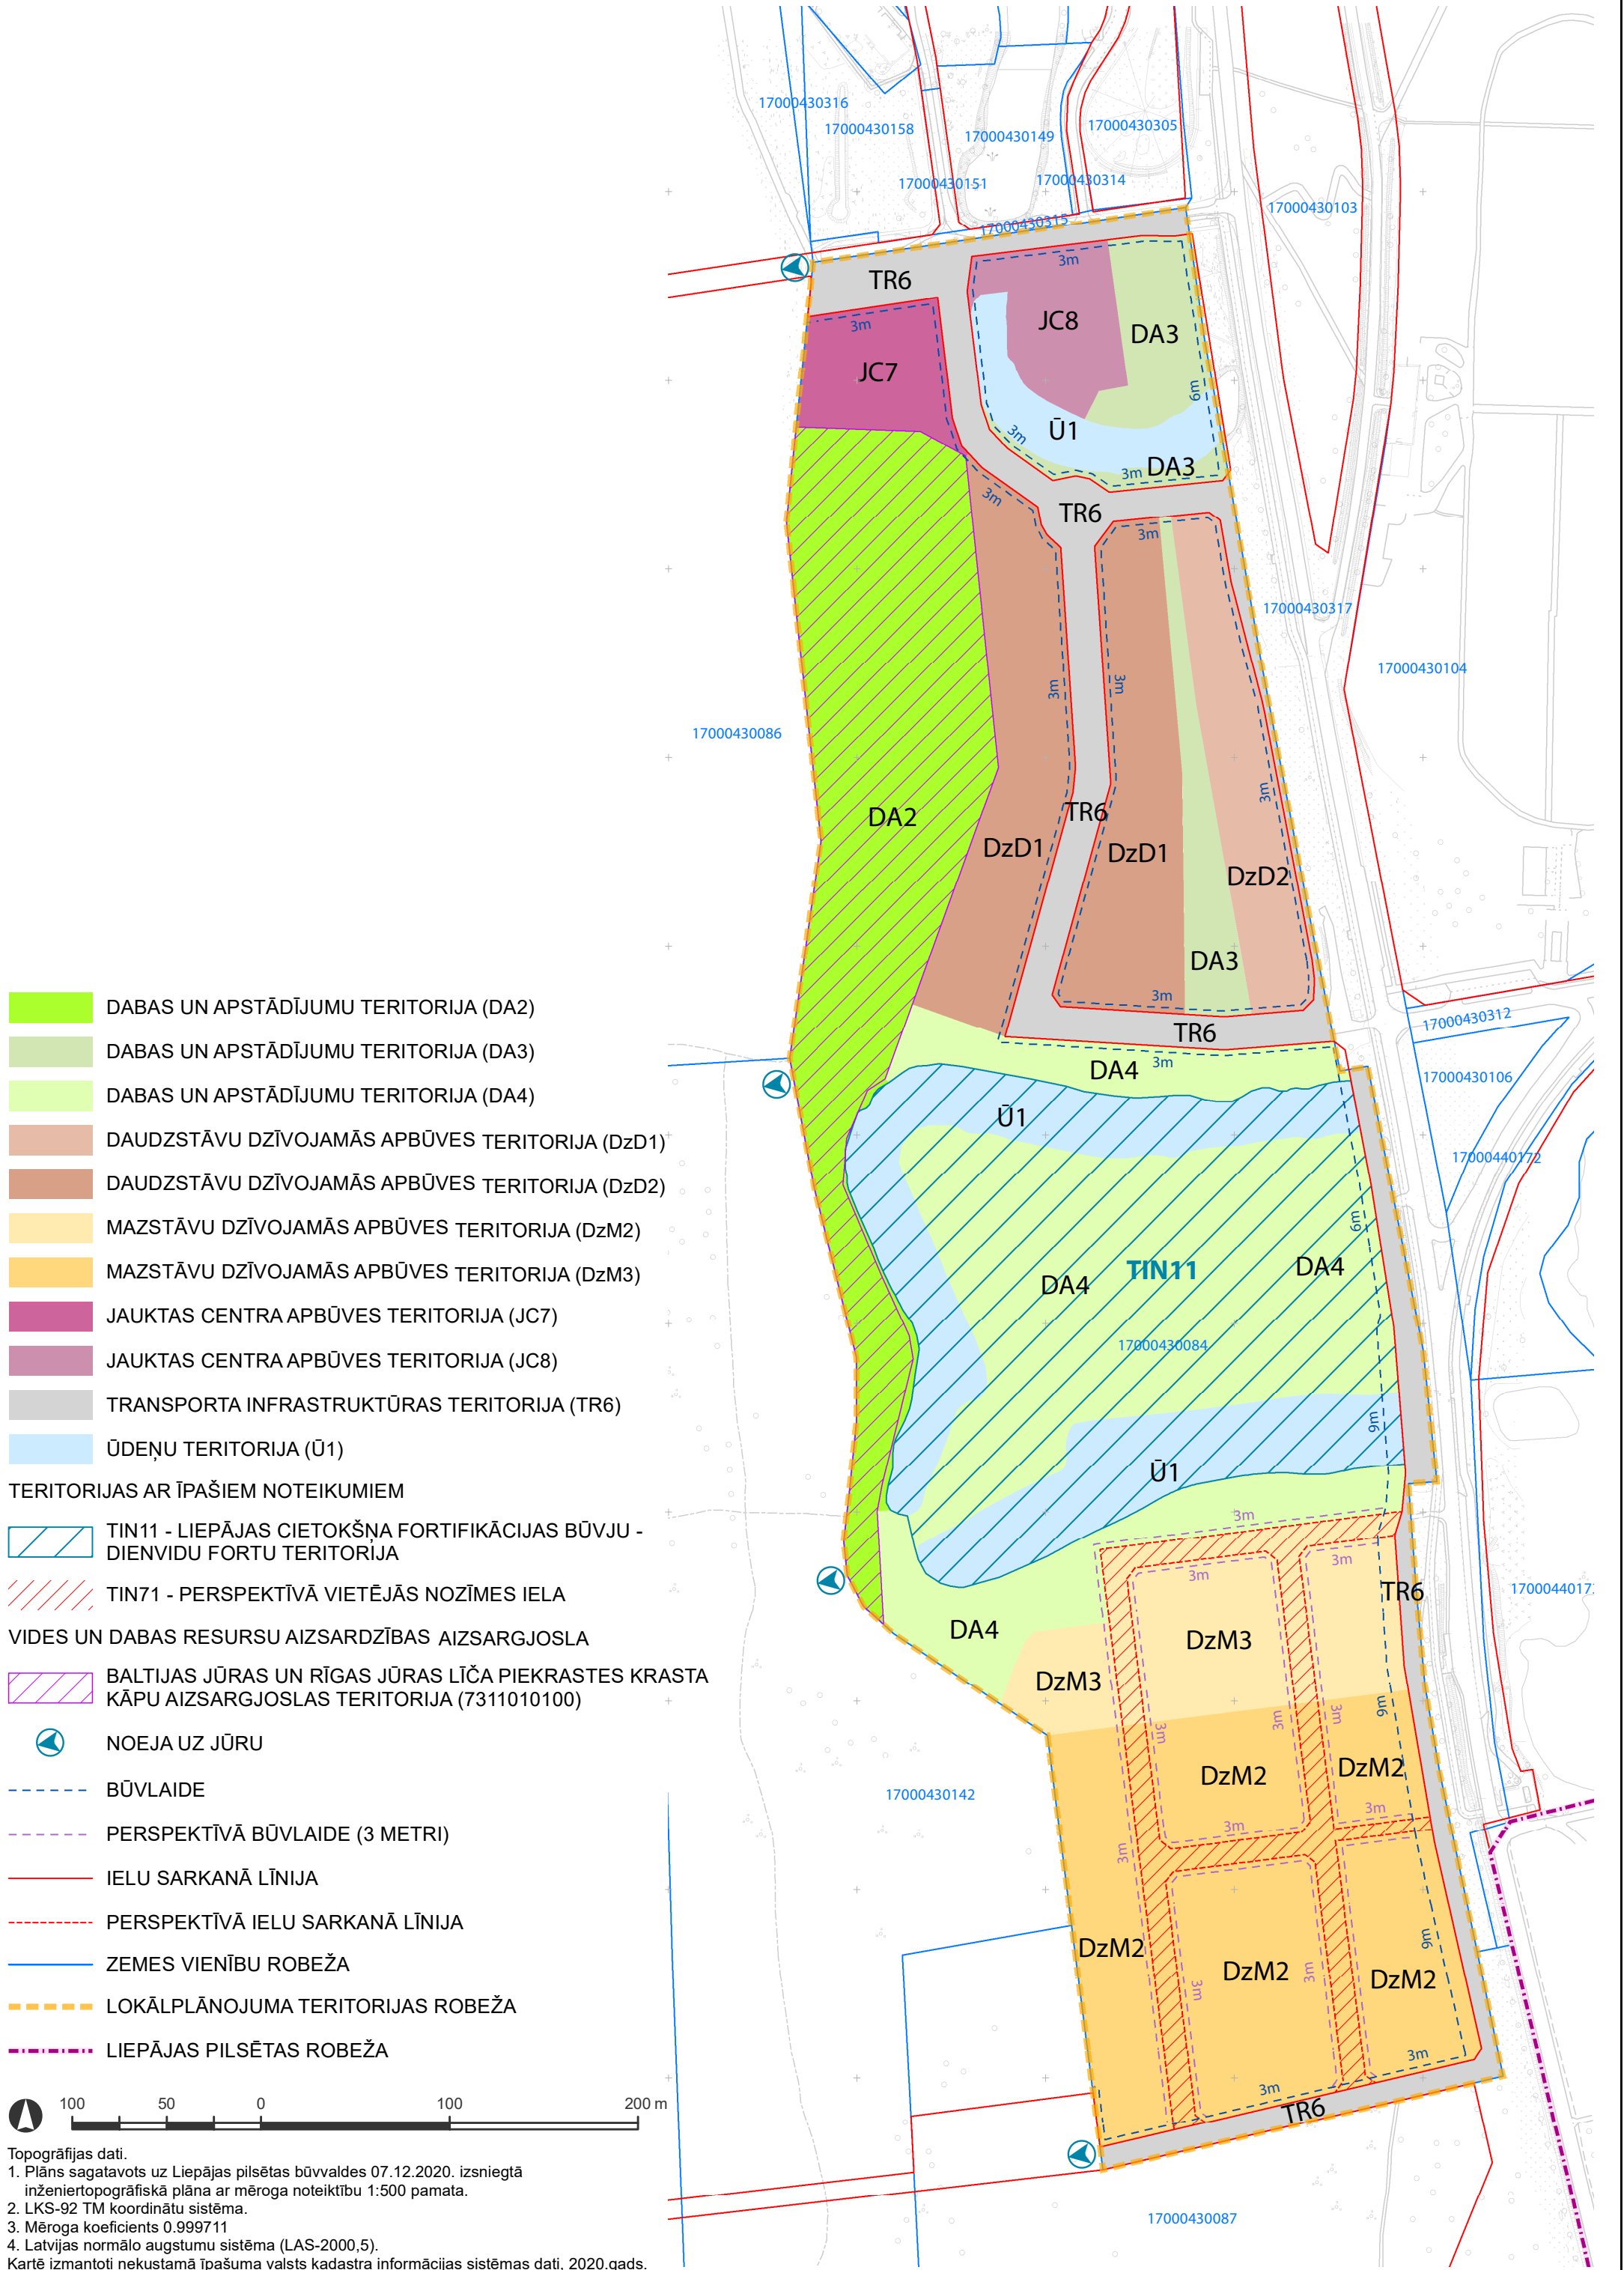 17000430316
17000430158
17000430149
17000430305
17000430151
17000430314
17000430103
17000430315
TR6
3m
3m
JC8
DA3
JC7
6m
3m
Ū1
3m
DA3
3m
TR6
3m
17000430317
17000430104
3m
3m
17000430086
3m
DA2
TR6
DzD1
DzD1
DzD2
DA3
3m
TR6
3m
DA4
17000430312
17000430106
Ū1
17000440172
6m
TIN11
DA4
DA4
17000430084
6m
Ū1
3m
3m
3m
TR6
DzM3
DzM3
DA4
6m
3m
3m
3m
DzM2
DzM2
17000430142
3m
3m
3m
6m
DzM2
DzM2
DzM2
3m
3m
3m
3m
TR6
17000430087
DABAS UN APSTĀDĪJUMU TERITORIJA (DA2)
DABAS UN APSTĀDĪJUMU TERITORIJA (DA3)
DABAS UN APSTĀDĪJUMU TERITORIJA (DA4)
DAUDZSTĀVU DZĪVOJAMĀS APBŪVES TERITORIJA (DzD1)
DAUDZSTĀVU DZĪVOJAMĀS APBŪVES TERITORIJA (DzD2)
MAZSTĀVU DZĪVOJAMĀS APBŪVES TERITORIJA (DzM2)
MAZSTĀVU DZĪVOJAMĀS APBŪVES TERITORIJA (DzM3)
JAUKTAS CENTRA APBŪVES TERITORIJA (JC7)
JAUKTAS CENTRA APBŪVES TERITORIJA (JC8)
TRANSPORTA INFRASTRUKTŪRAS TERITORIJA (TR6)
ŪDEŅU TERITORIJA (Ū1)
TERITORIJAS AR ĪPAŠIEM NOTEIKUMIEM
TIN11 - LIEPĀJAS CIETOKŠŅA FORTIFIKĀCIJAS BŪVJU -
DIENVIDU FORTU TERITORIJA
TIN71 - PERSPEKTĪVĀ VIETĒJĀS NOZĪMES IELA
VIDES UN DABAS RESURSU AIZSARDZĪBAS AIZSARGJOSLA
BALTIJAS JŪRAS UN RĪGAS JŪRAS LĪČA PIEKRASTES KRASTA
KĀPU AIZSARGJOSLAS TERITORIJA (7311010100)
NOEJA UZ JŪRU
BŪVLAIDE
PERSPEKTĪVĀ BŪVLAIDE (3 METRI)
IELU SARKANĀ LĪNIJA
PERSPEKTĪVĀ IELU SARKANĀ LĪNIJA
ZEMES VIENĪBU ROBEŽA
LOKĀLPLĀNOJUMA TERITORIJAS ROBEŽA
LIEPĀJAS PILSĒTAS ROBEŽA
100 50 0 100 200 m
Topogrāfijas dati.
1. Plāns sagatavots uz Liepājas pilsētas būvvaldes 07.12.2020. izsniegtā
inženiertopogrāfiskā plāna ar mēroga noteiktību 1:500 pamata.
2. LKS-92 TM koordinātu sistēma.
3. Mēroga koeficients 0.999711
4. Latvijas normālo augstumu sistēma (LAS-2000,5).
Kartē izmantoti nekustamā īpašuma valsts kadastra informācijas sistēmas dati, 2020.gads.